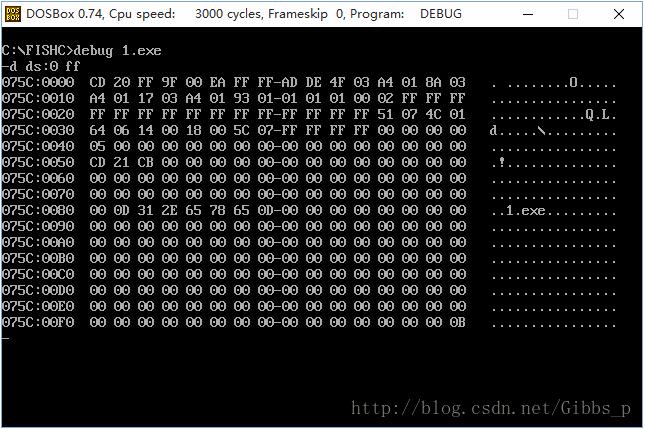 DOSBox 0.74, Cpu speed:    3000 cycles, Frameskip  0, Program:    DEBUG
C:\FISHC>debug 1.exe
-d ds:0 ff
075C:0000  CD 20 FF 9F 00 EA FF FF-AD DE 4F 03 A4 01 8A 03   . ........O.....
075C:0010  A4 01 17 03 A4 01 93 01-01 01 01 00 02 FF FF FF   ................
075C:0020  FF FF FF FF FF FF FF FF-FF FF FF FF 51 07 4C 01   ............Q.L.
075C:0030  64 06 14 00 18 00 5C 07-FF FF FF FF 00 00 00 00   d.....\.........
075C:0040  05 00 00 00 00 00 00 00-00 00 00 00 00 00 00 00   ................
075C:0050  CD 21 CB 00 00 00 00 00-00 00 00 00 00 00 00 00   .!..............
075C:0060  00 00 00 00 00 00 00 00-00 00 00 00 00 00 00 00   ................
075C:0070  00 00 00 00 00 00 00 00-00 00 00 00 00 00 00 00   ................
075C:0080  00 0D 31 2E 65 78 65 0D-00 00 00 00 00 00 00 00   ..1.exe.........
075C:0090  00 00 00 00 00 00 00 00-00 00 00 00 00 00 00 00   ................
075C:00A0  00 00 00 00 00 00 00 00-00 00 00 00 00 00 00 00   ................
075C:00B0  00 00 00 00 00 00 00 00-00 00 00 00 00 00 00 00   ................
075C:00C0  00 00 00 00 00 00 00 00-00 00 00 00 00 00 00 00   ................
075C:00D0  00 00 00 00 00 00 00 00-00 00 00 00 00 00 00 00   ................
075C:00E0  00 00 00 00 00 00 00 00-00 00 00 00 00 00 00 00   ................
075C:00F0  00 00 00 00 00 00 00 00-00 00 00 00 00 00 00 0B   ................
-
http://blog.csdn.net/Gibbs_p